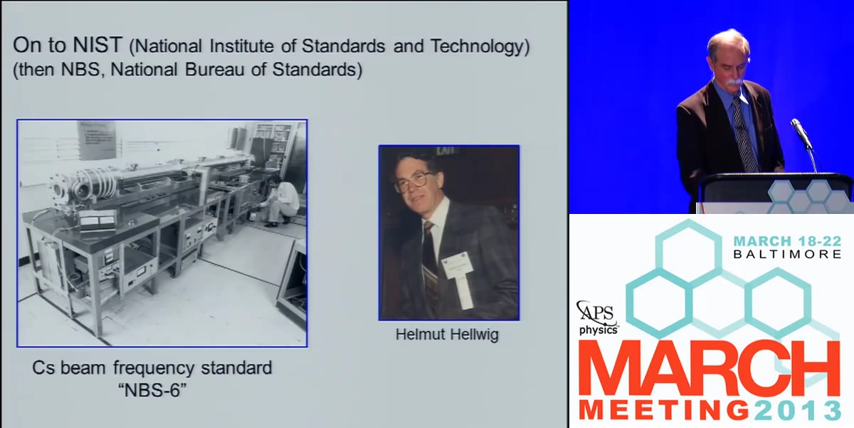 On to NIST (National Institute of Standards and Technology)
(then NBS, National Bureau of Standards)
Cs beam frequency standard
“NBS-6”
Helmut Hellwig
MARCH 18-22
BALTIMORE
APS
physics
MARCH
MEETING2013